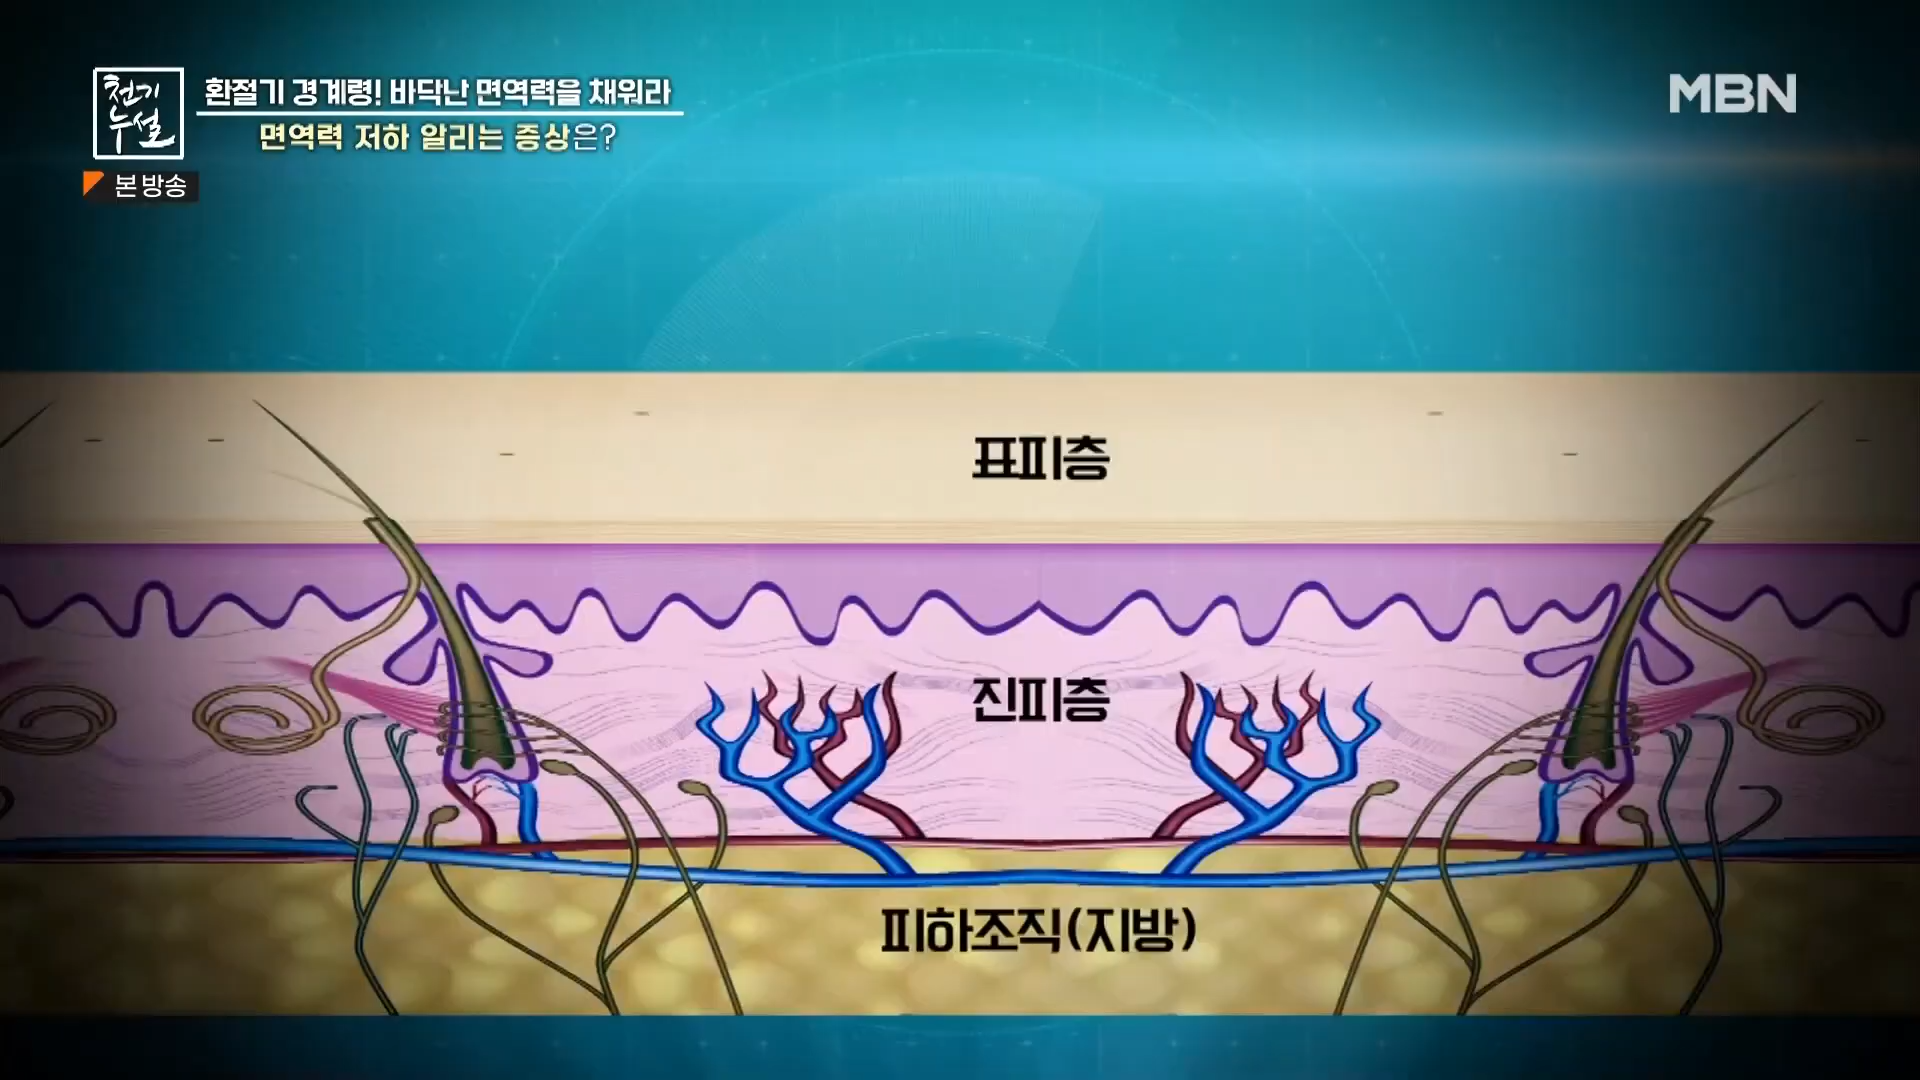 천기
누설
환절기 경계령! 바닥난 면역력을 채워라
면역력 저하 알리는 증상은?
본방송
MBN
표피층
진피층
피하조직(지방)